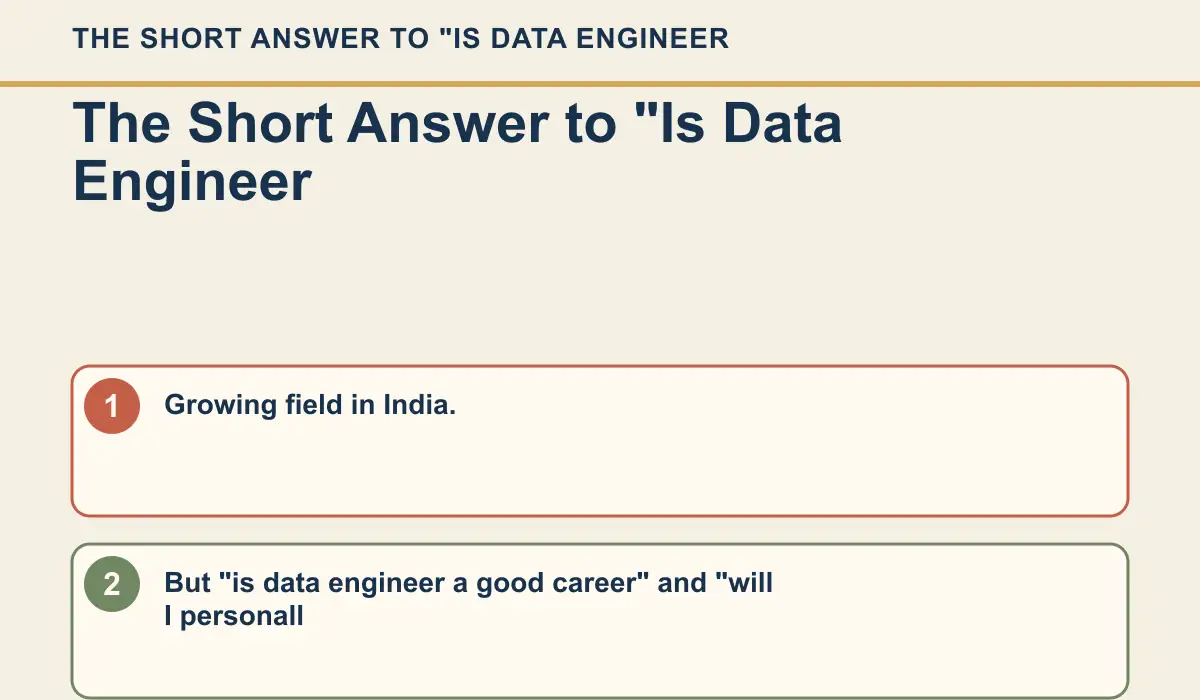 THE SHORT ANSWER TO "IS DATA ENGINEER
The Short Answer to "Is Data
Engineer
1
Growing field in India.
2
But "is data engineer a good career" and "will
I personall